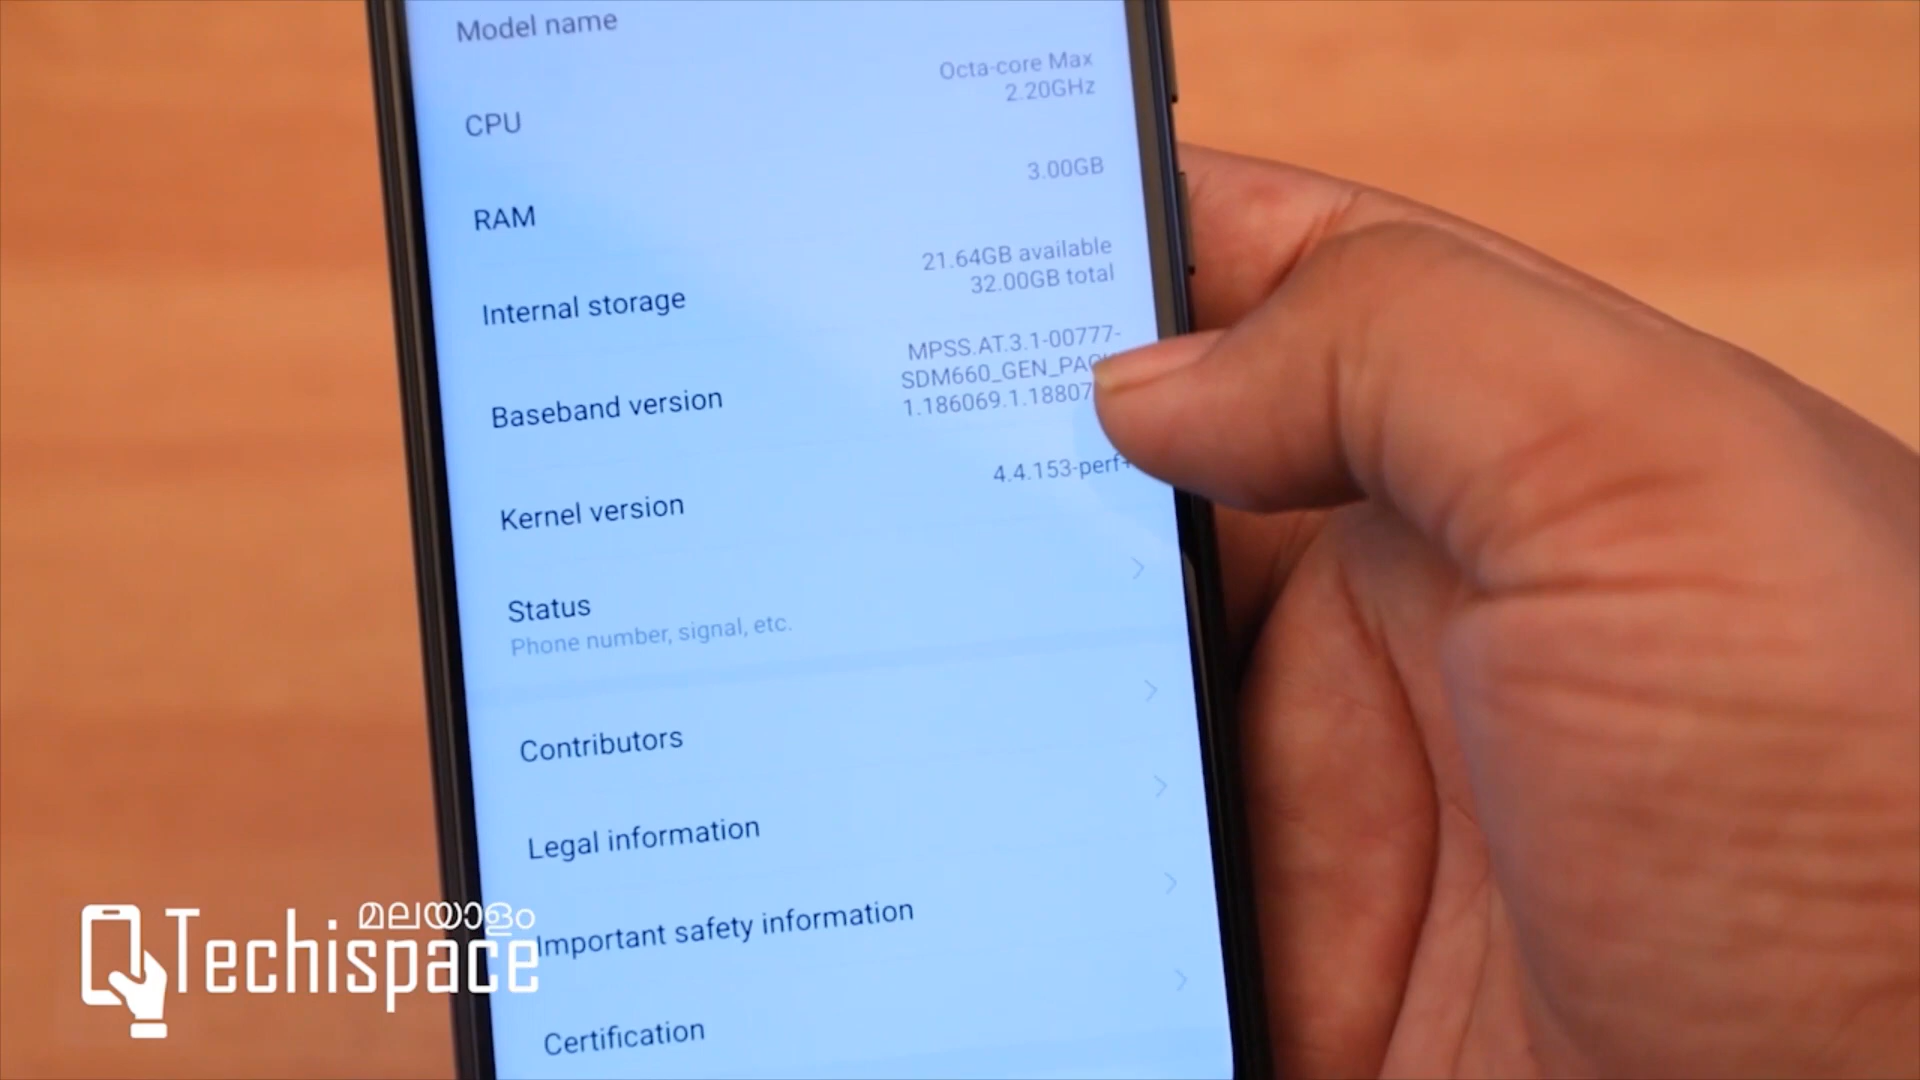 Model name
Octa-core Max
2.20GHz
CPU
3.00GB
RAM
21.64GB available
32.00GB total
Internal storage
MPSS.AT.3.1-00777-
SDM660_GEN_PACK
1.186069.1.18807
Baseband version
4.4.153-perf+
Kernel version
Status
Phone number, signal, etc.
Contributors
Legal information
Important safety information
Certification
മലയാളം
Techispace